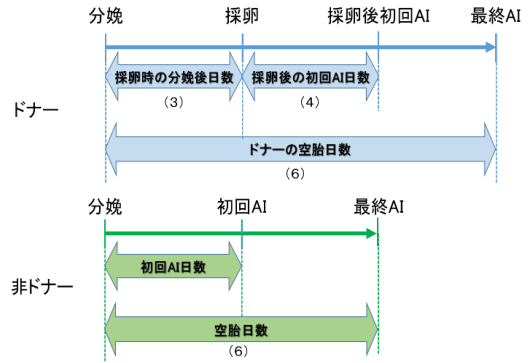 分娩 採卵 採卵後初回AI 最終AI
採卵時の分娩後日数 採卵後の初回AI日数
（3） （4）
ドナー
ドナーの空胎日数
（6）
分娩 初回AI 最終AI
初回AI日数
非ドナー
空胎日数
（6）